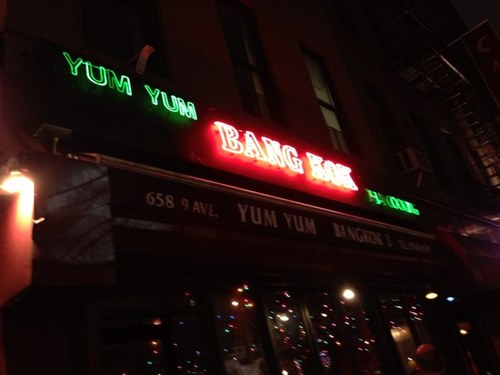 YUM YUM BANG KOK
658 9 AVE. YUM YUM BANGKOK